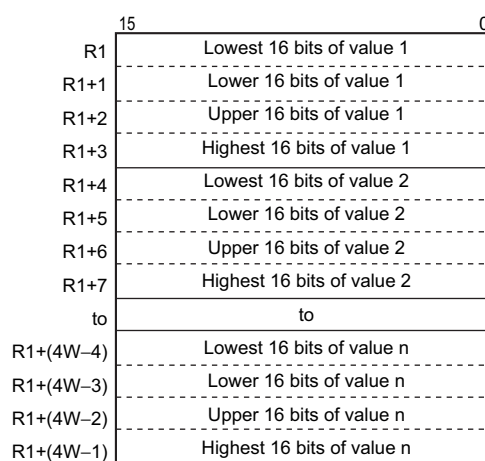 15 0
R1 Lowest 16 bits of value 1
R1+1 Lower 16 bits of value 1
R1+2 Upper 16 bits of value 1
R1+3 Highest 16 bits of value 1
R1+4 Lowest 16 bits of value 2
R1+5 Lower 16 bits of value 2
R1+6 Upper 16 bits of value 2
R1+7 Highest 16 bits of value 2
to to
R1+(4W–4) Lowest 16 bits of value n
R1+(4W–3) Lower 16 bits of value n
R1+(4W–2) Upper 16 bits of value n
R1+(4W–1) Highest 16 bits of value n